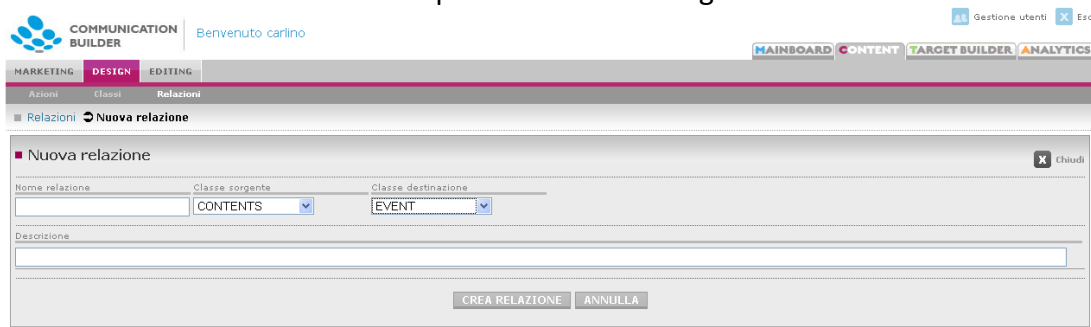 Gestione utenti X Esc
COMMUNICATION
BUILDER
Benvenuto carlino
MAINBOARD CONTENT TARGET BUILDER ANALYTICS
MARKETING DESIGN EDITING
Azioni Classi Relazioni
Relazioni Nuova relazione
Nuova relazione
X Chiudi
Nome relazione Classe sorgente Classe destinazione
CONTENTS EVENT
Descrizione
CREA RELAZIONE ANNULLA